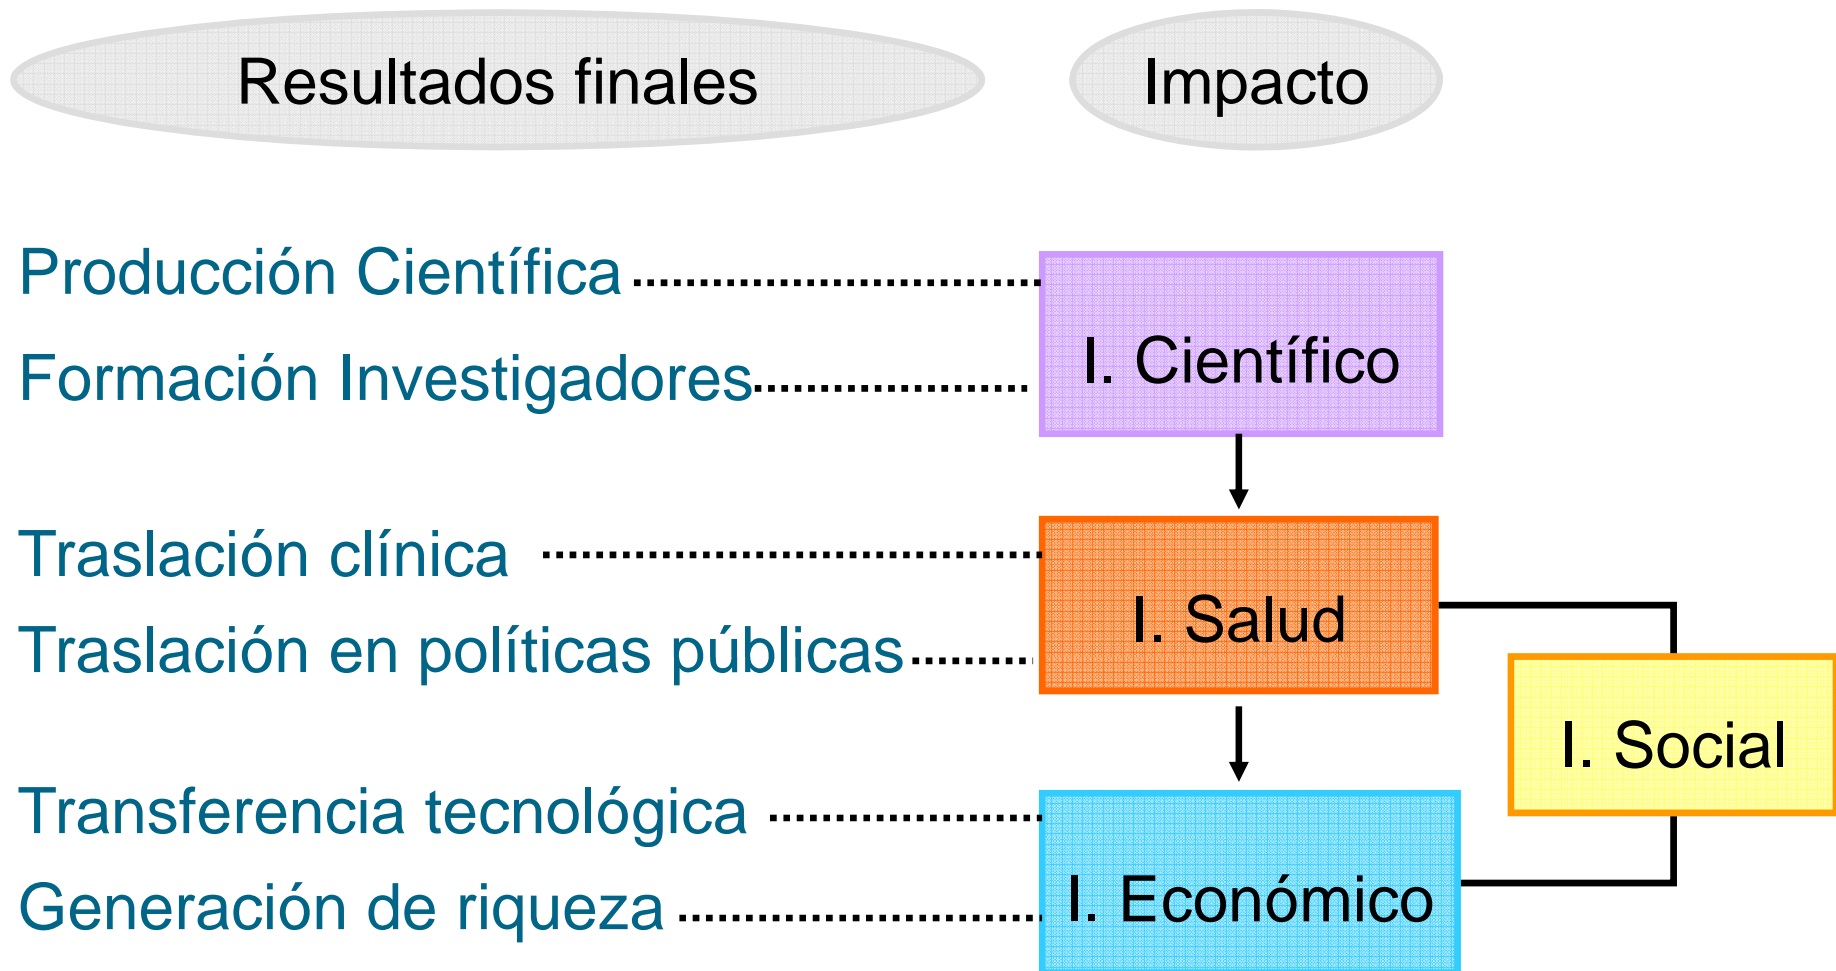 Resultados finales
Impacto
Producción Científica
Formación Investigadores
I. Científico
Traslación clínica
Traslación en políticas públicas
I. Salud
I. Social
Transferencia tecnológica
Generación de riqueza
I. Económico